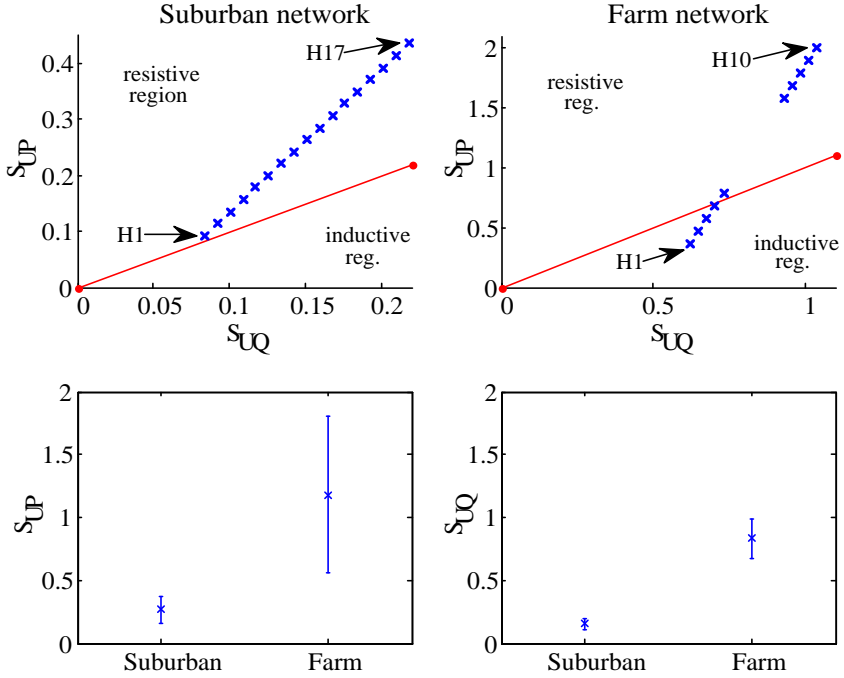 Suburban network
0.4
0.3
0.2
0.1
0
S_UP
resistive
region
H17
H1
inductive
reg.
0 0.05 0.1 0.15 0.2
S_UQ
Farm network
2
1.5
1
0.5
0
S_UP
resistive
reg.
H10
H1
inductive
reg.
0 0.5 1
S_UQ
2
1.5
1
0.5
0
S_UP
Suburban Farm
2
1.5
1
0.5
0
S_UQ
Suburban Farm